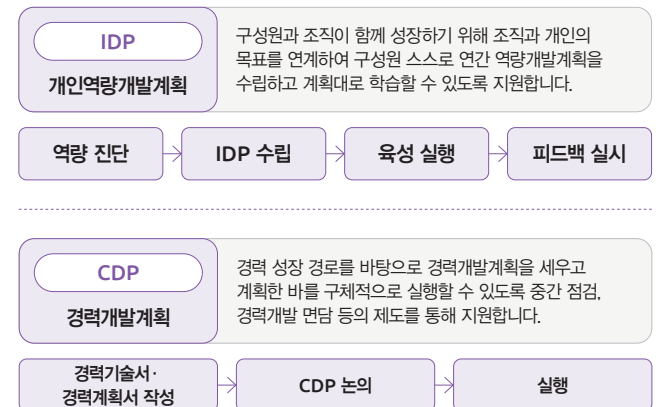 IDP
개인역량개발계획
구성원과 조직이 함께 성장하기 위해 조직과 개인의
목표를 연계하여 구성원 스스로 연간 역량개발계획을
수립하고 계획대로 학습할 수 있도록 지원합니다.
역량 진단
IDP 수립
육성 실행
피드백 실시
CDP
경력개발계획
경력 성장 경로를 바탕으로 경력개발계획을 세우고
계획한 바를 구체적으로 실행할 수 있도록 중간 점검,
경력개발 면담 등의 제도를 통해 지원합니다.
경력기술서·
경력계획서 작성
CDP 논의
실행